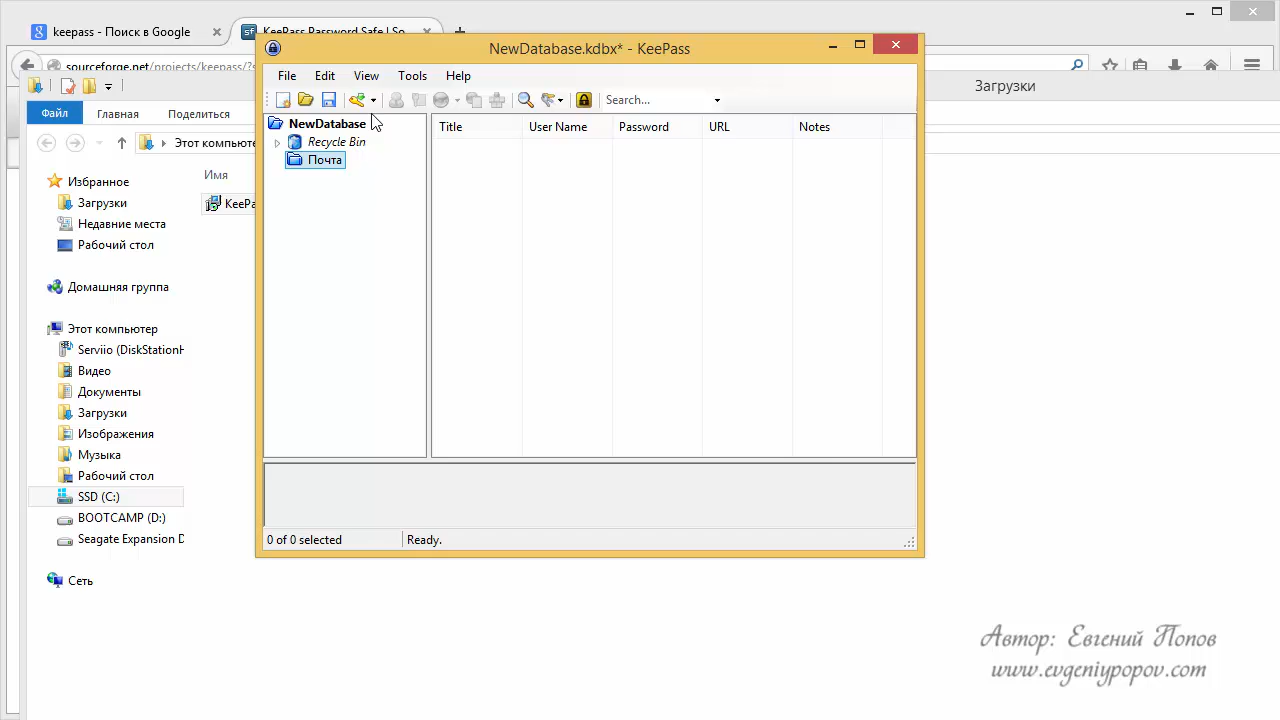 keepass - Поиск в Google
KeePass Password Safe | So
sourceforge.net/projects/keepass/?s
NewDatabase.kdbx* - KeePass
File Edit View Tools Help
Search...
NewDatabase
Recycle Bin
Почта
Title User Name Password URL Notes
0 of 0 selected
Ready.
Загрузки
Файл Главная Поделиться
Этот компьюте
Имя
KeePa
Избранное
Загрузки
Недавние места
Рабочий стол
Домашняя группа
Этот компьютер
Serviio (DiskStation
Видео
Документы
Загрузки
Изображения
Музыка
Рабочий стол
SSD (C:)
BOOTCAMP (D:)
Seagate Expansion D
Сеть
Автор: Евгений Попов
www.evgeniypopov.com